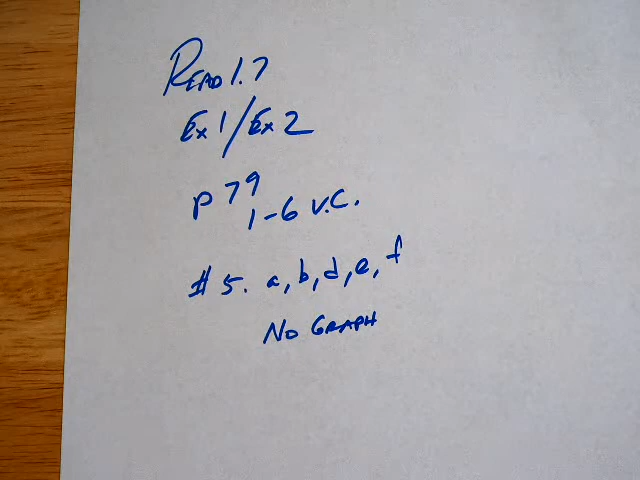 READ 1.7
Ex 1/Ex 2
p 79
1-6 V.C.
# 5. a, b, d, e, f
NO GRAPH